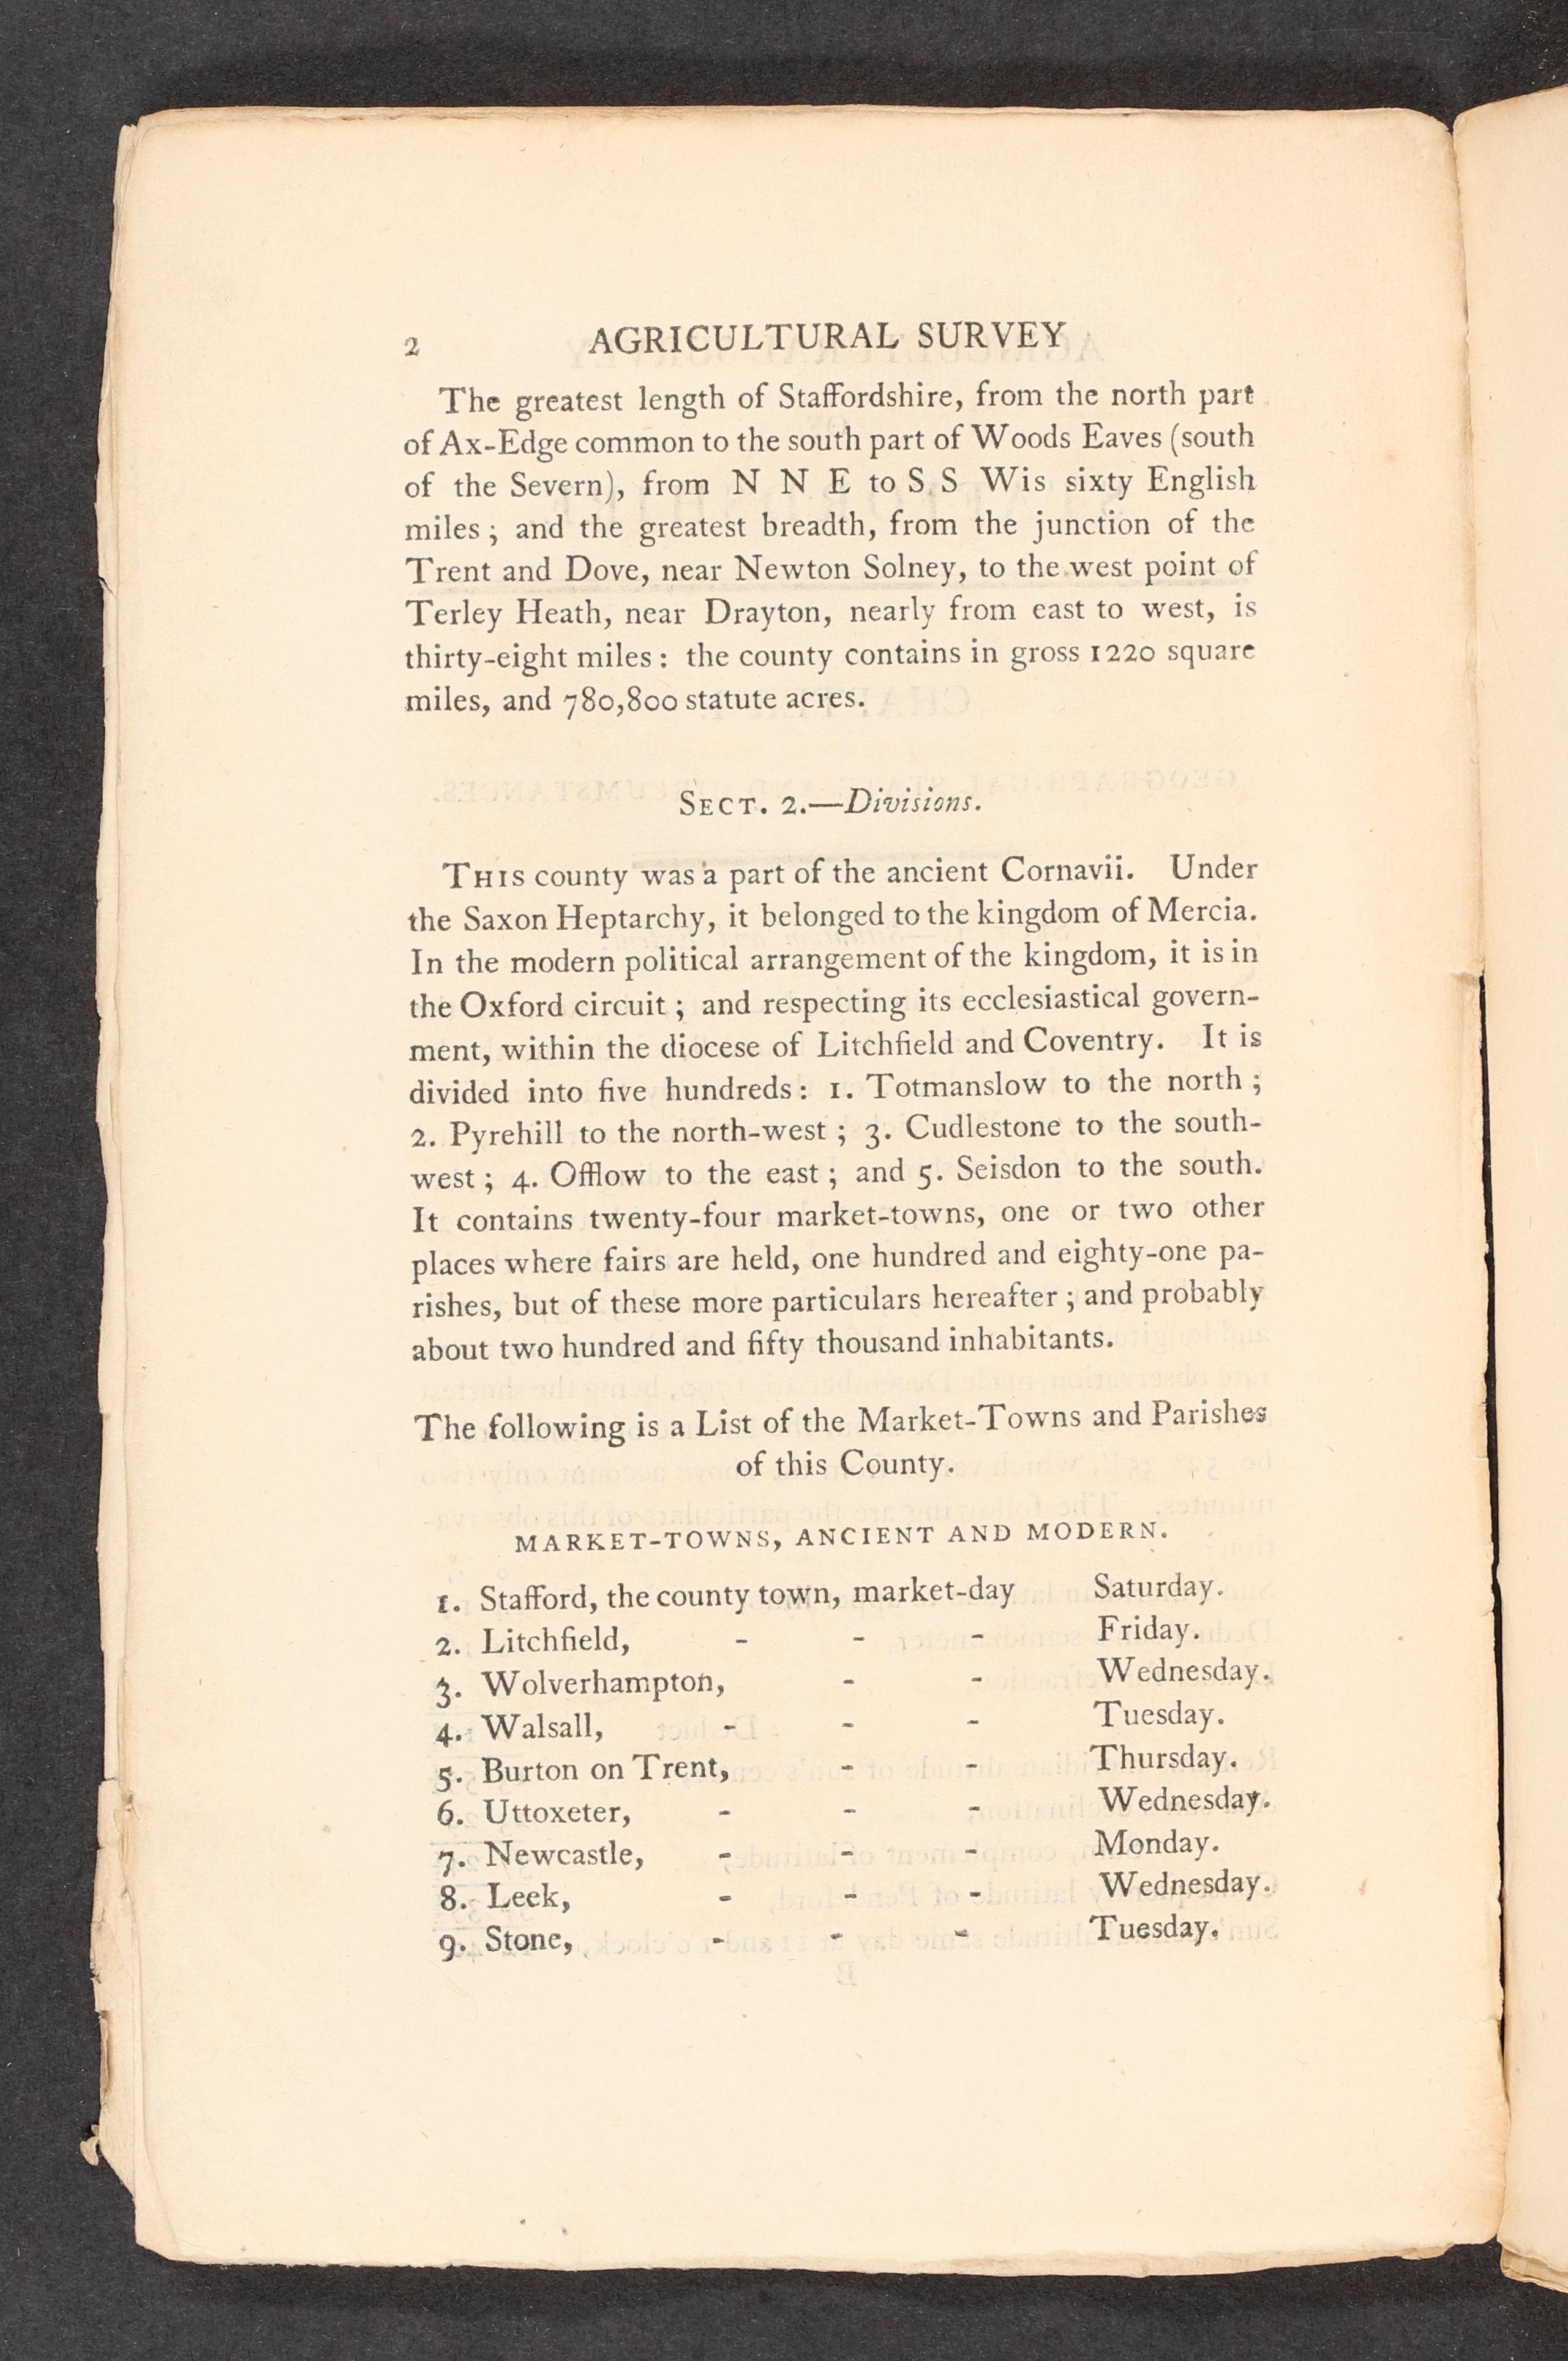 2 AGRICULTURAL SURVEY
The greatest length of Staffordshire, from the north part
of Ax-Edge common to the south part of Woods Eaves (south
of the Severn), from N N E to S S Wis sixty English
miles ; and the greatest breadth, from the junction of the
Trent and Dove, near Newton Solney, to the west point of
Terley Heath, near Drayton, nearly from east to west, is
thirty-eight miles : the county contains in gross 1220 square
miles, and 780,800 statute acres.
SECT. 2.—Divisions.
THIS county was a part of the ancient Cornavii. Under
the Saxon Heptarchy, it belonged to the kingdom of Mercia.
In the modern political arrangement of the kingdom, it is in
the Oxford circuit ; and respecting its ecclesiastical govern-
ment, within the diocese of Litchfield and Coventry. It is
divided into five hundreds : 1. Totmanslow to the north ;
2. Pyrehill to the north-west ; 3. Cudlestone to the south-
west ; 4. Offlow to the east ; and 5. Seisdon to the south.
It contains twenty-four market-towns, one or two other
places where fairs are held, one hundred and eighty-one pa-
rishes, but of these more particulars hereafter ; and probably
about two hundred and fifty thousand inhabitants.
The following is a List of the Market-Towns and Parishes
of this County.
MARKET-TOWNS, ANCIENT AND MODERN.
1. Stafford, the county town, market-day Saturday.
2. Litchfield, - - - Friday.
3. Wolverhampton, - - Wednesday.
4. Walsall, - - - Tuesday.
5. Burton on Trent, - - Thursday.
6. Uttoxeter, - - - Wednesday.
7. Newcastle, - - - Monday.
8. Leek, - - - Wednesday.
9. Stone, - - - Tuesday.